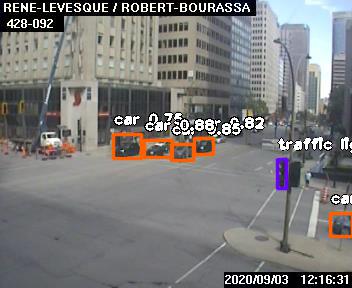 RENE-LEVESQUE / ROBERT-BOURASSA
428-092
car 0.75
car 0.88
0.85
0.82
traffic lig
ca
2020/09/03 12:16:31